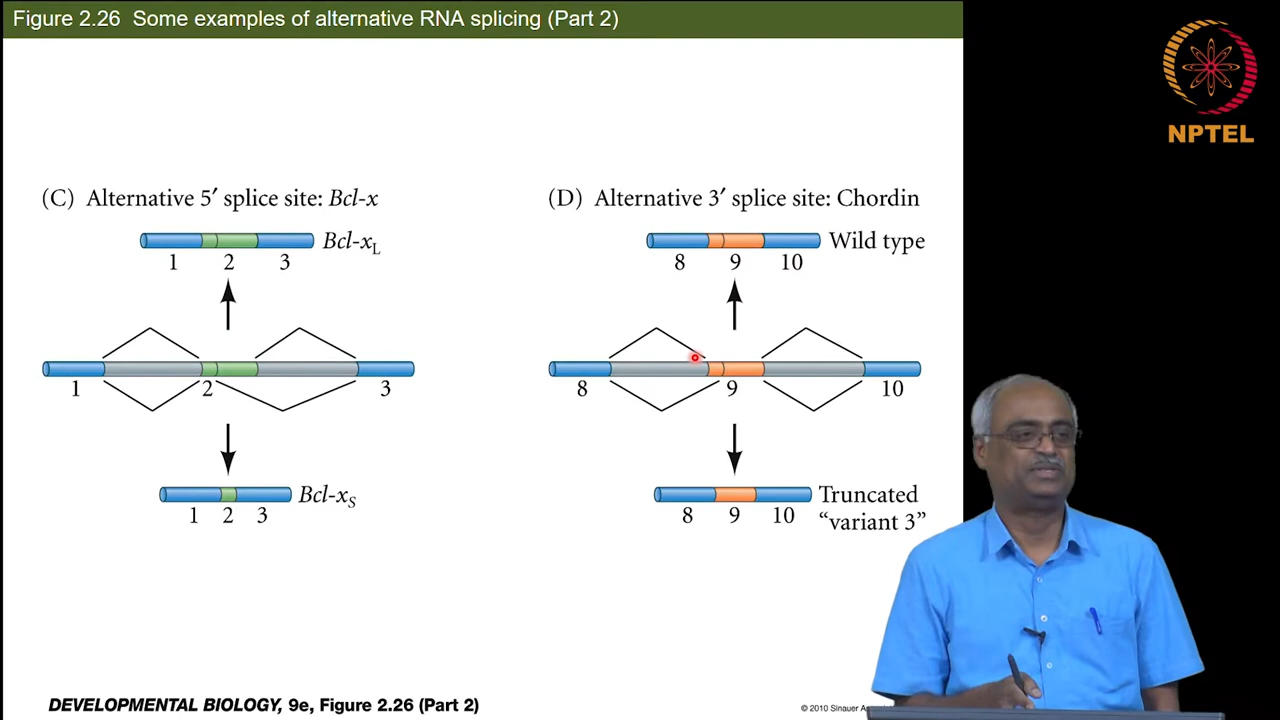 Figure 2.26 Some examples of alternative RNA splicing (Part 2)
NPTEL
(C) Alternative 5′ splice site: Bcl-x
Bcl-xL
1 2 3
1 2 3
1 2 3
Bcl-xS
(D) Alternative 3′ splice site: Chordin
Wild type
8 9 10
8 9 10
8 9 10
Truncated
“variant 3”
DEVELOPMENTAL BIOLOGY, 9e, Figure 2.26 (Part 2)
© 2010 Sinauer